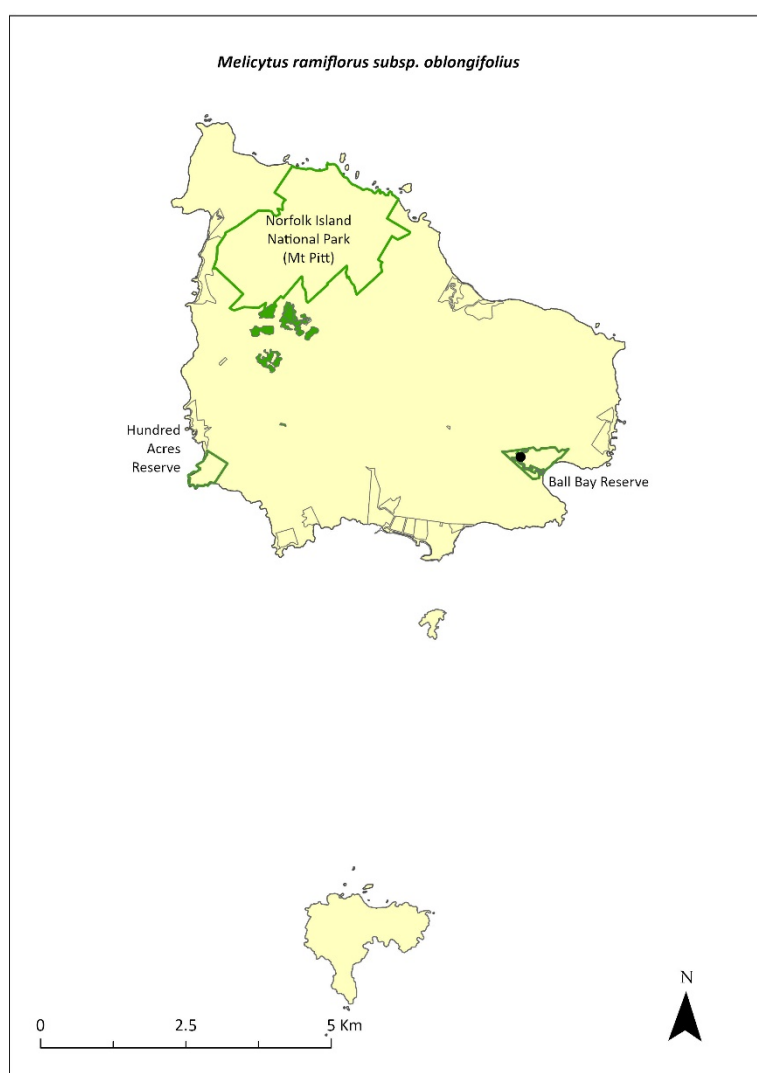 Melicytus ramiflorus subsp. oblongifolius
Norfolk Island
National Park
(Mt Pitt)
Hundred
Acres
Reserve
Ball Bay Reserve
N
0 2.5 5 Km